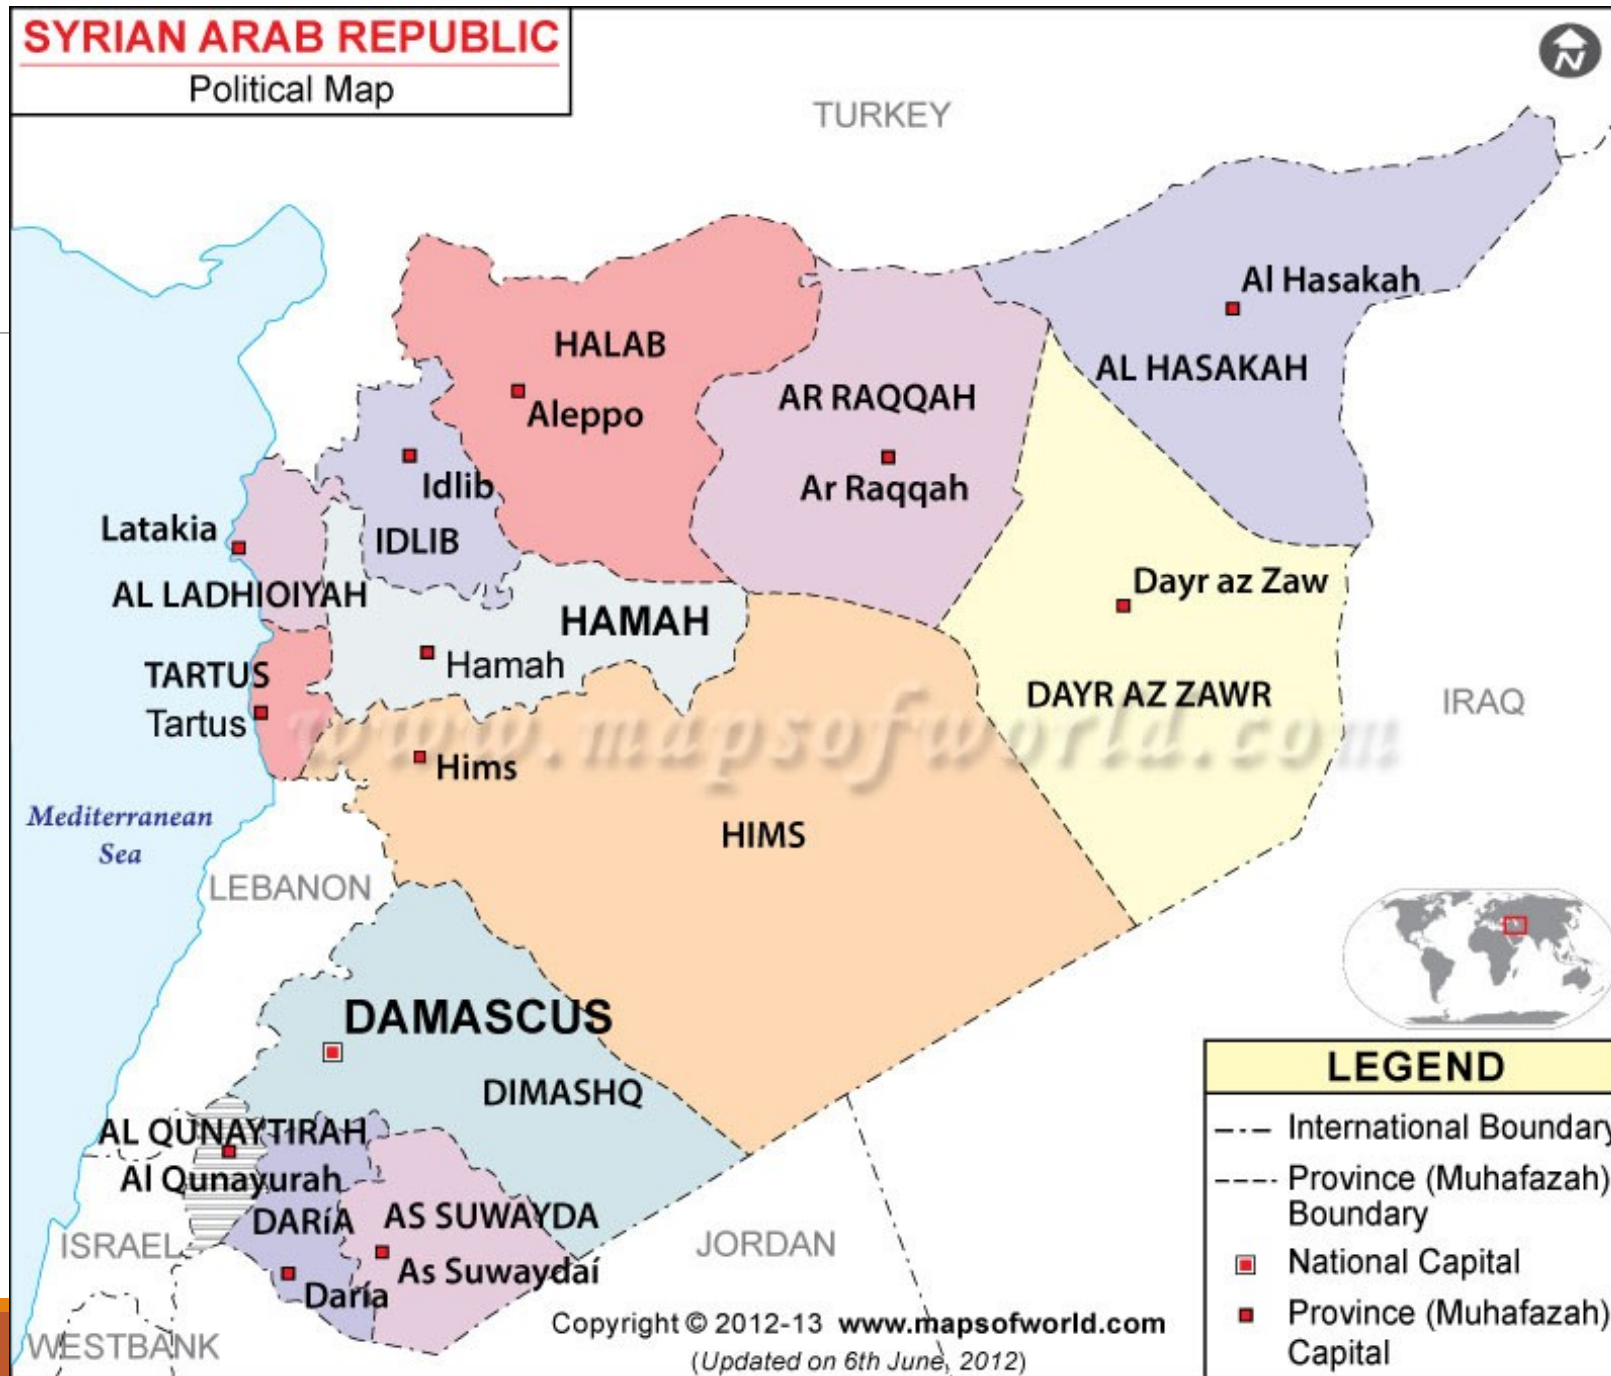 SYRIAN ARAB REPUBLIC
Political Map
N
TURKEY
Al Hasakah
HALAB
AL HASAKAH
AR RAQQAH
Aleppo
Idlib
Ar Raqqah
Latakia
IDLIB
Dayr az Zaw
AL LADHIOIYAH
HAMAH
Hamah
TARTUS
DAYR AZ ZAWR
IRAQ
Tartus
www.mapsofworld.com
Hims
Mediterranean
Sea
HIMS
LEBANON
DAMASCUS
DIMASHQ
AL QUNAYTIRAH
Al Qunayurah
DARíA
AS SUWAYDA
ISRAEL
JORDAN
As Suwaydaí
Daría
WESTBANK
LEGEND
International Boundary
Province (Muhafazah)
Boundary
National Capital
Province (Muhafazah)
Capital
Copyright © 2012-13 www.mapsofworld.com
(Updated on 6th June, 2012)